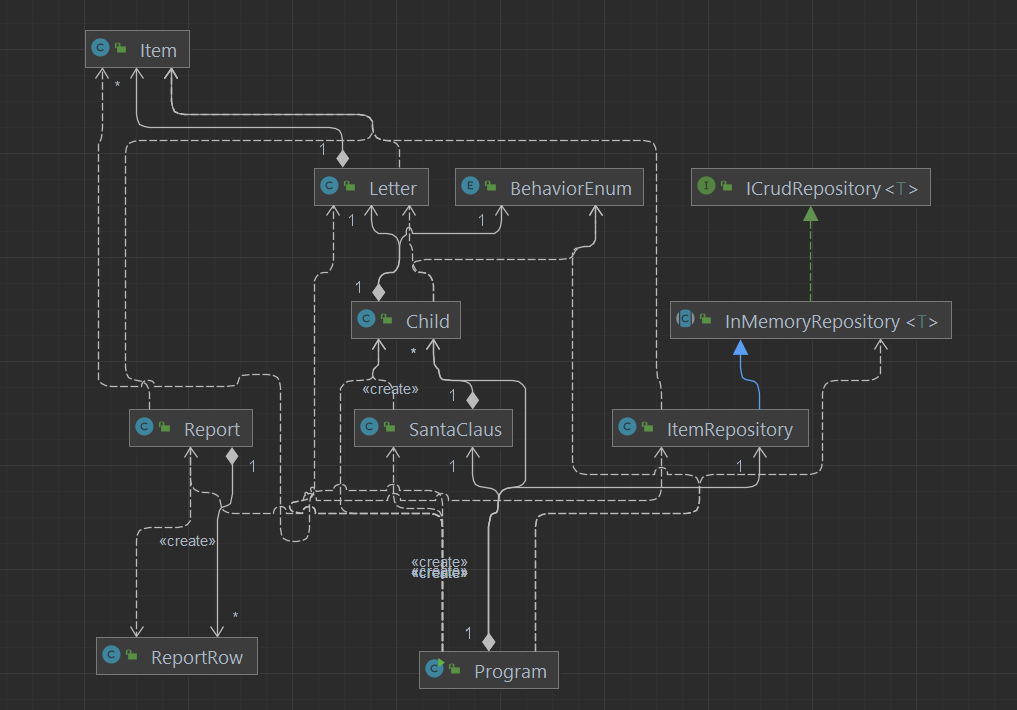 Item
*
1
Letter
BehaviorEnum
ICrudRepository<T>
1
1
1
Child
InMemoryRepository <T>
*
«create»
1
Report
SantaClaus
ItemRepository
1
1
1
«create»
«create»
«create»
*
1
ReportRow
Program